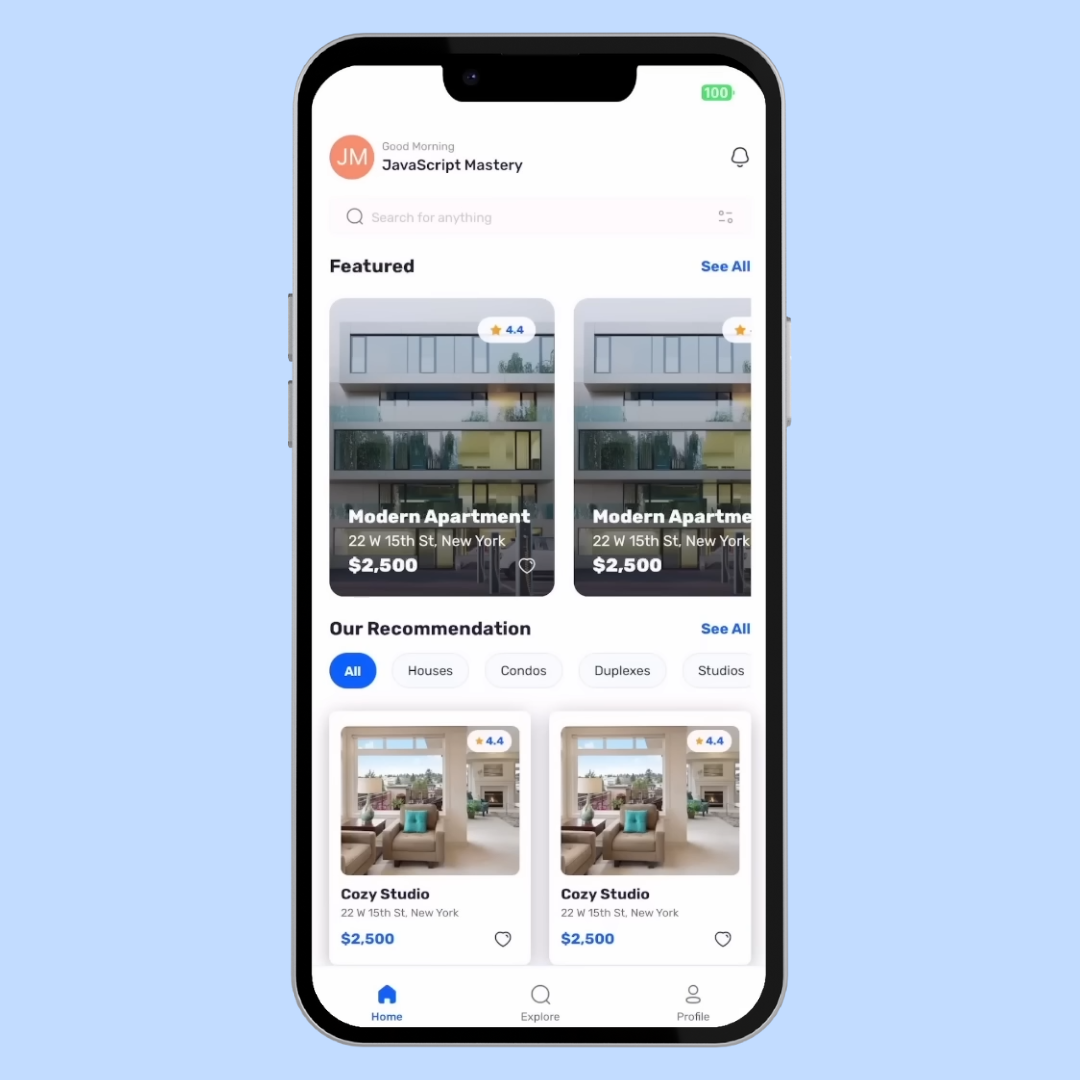 100
JM
Good Morning
JavaScript Mastery
Search for anything
Featured
See All
4.4
Modern Apartment
22 W 15th St, New York
$2,500
Modern Apartme
22 W 15th St, New York
$2,500
Our Recommendation
See All
All
Houses
Condos
Duplexes
Studios
4.4
Cozy Studio
22 W 15th St, New York
$2,500
4.4
Cozy Studio
22 W 15th St, New York
$2,500
Home
Explore
Profile